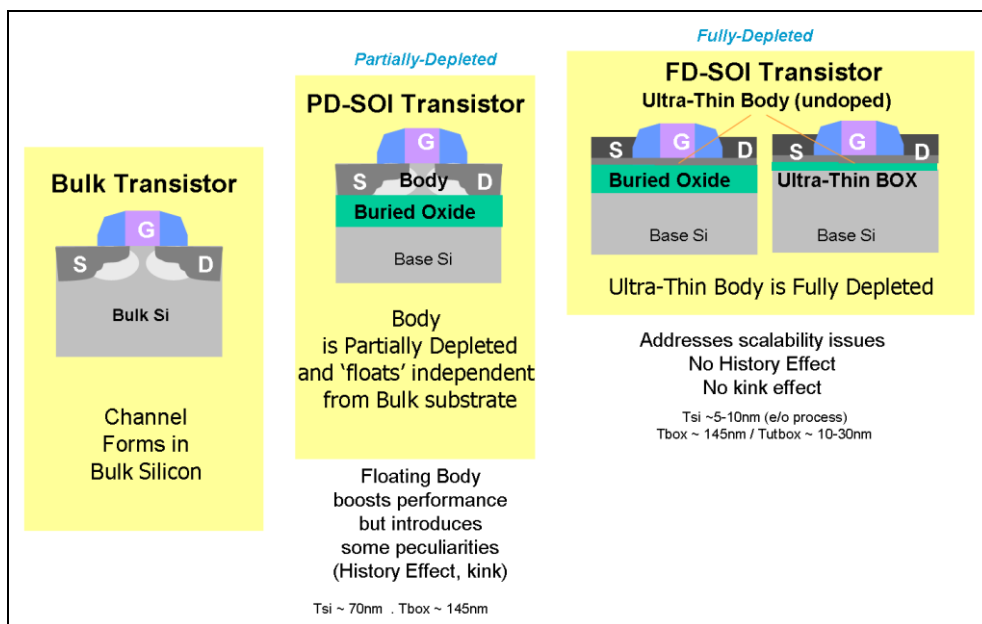 Bulk Transistor
G
S
D
Bulk Si
Channel
Forms in
Bulk Silicon
Partially-Depleted
PD-SOI Transistor
G
S
Body
D
Buried Oxide
Base Si
Body
is Partially Depleted
and ‘floats’ independent
from Bulk substrate
Floating Body
boosts performance
but introduces
some peculiarities
(History Effect, kink)
Tsi ~ 70nm . Tbox ~ 145nm
Fully-Depleted
FD-SOI Transistor
Ultra-Thin Body (undoped)
S
G
D
Buried Oxide
Base Si
S
G
D
Ultra-Thin BOX
Base Si
Ultra-Thin Body is Fully Depleted
Addresses scalability issues
No History Effect
No kink effect
Tsi ~5-10nm (e/o process)
Tbox ~ 145nm / Tutbox ~ 10-30nm